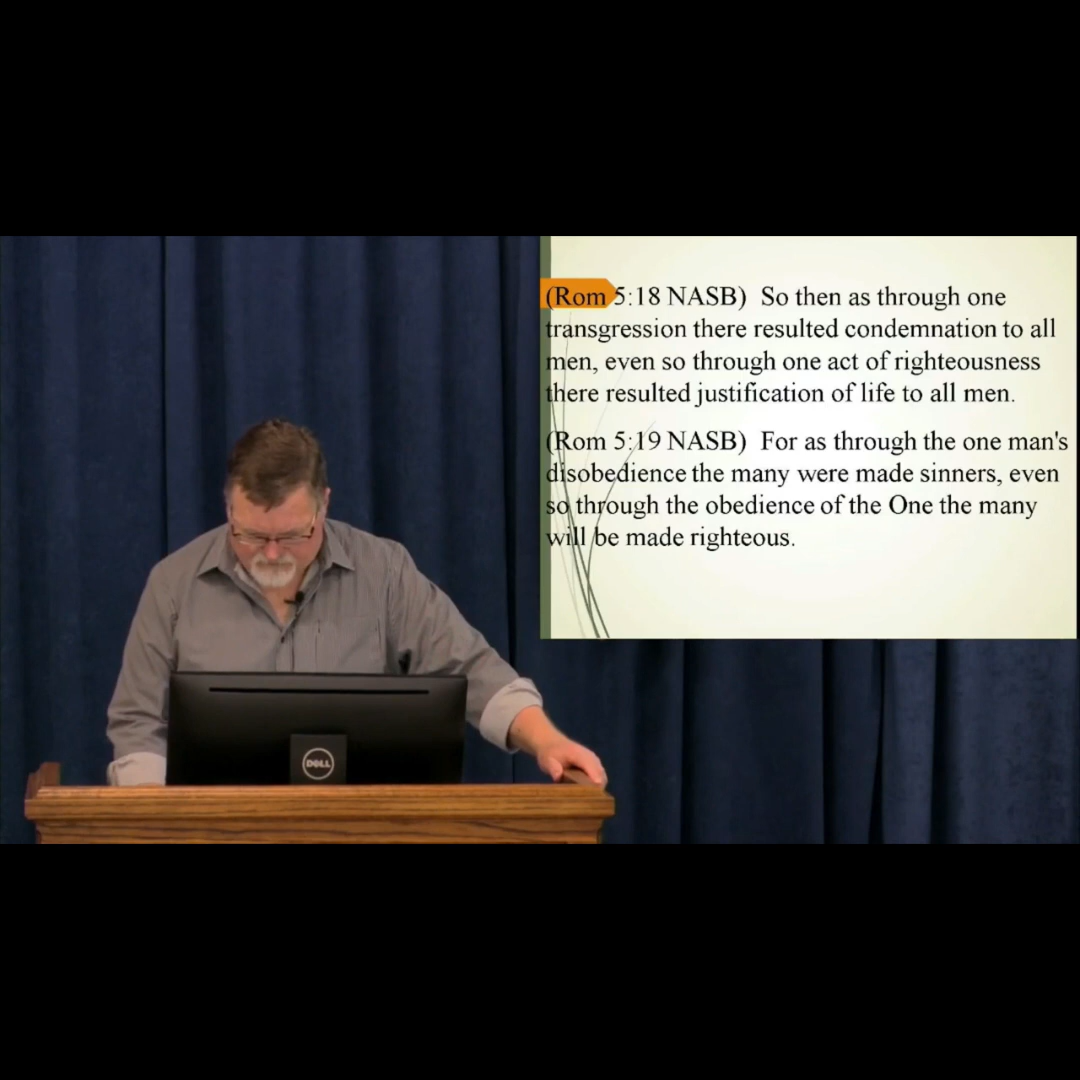 (Rom 5:18 NASB) So then as through one
transgression there resulted condemnation to all
men, even so through one act of righteousness
there resulted justification of life to all men.
(Rom 5:19 NASB) For as through the one man's
disobedience the many were made sinners, even
so through the obedience of the One the many
will be made righteous.
DELL